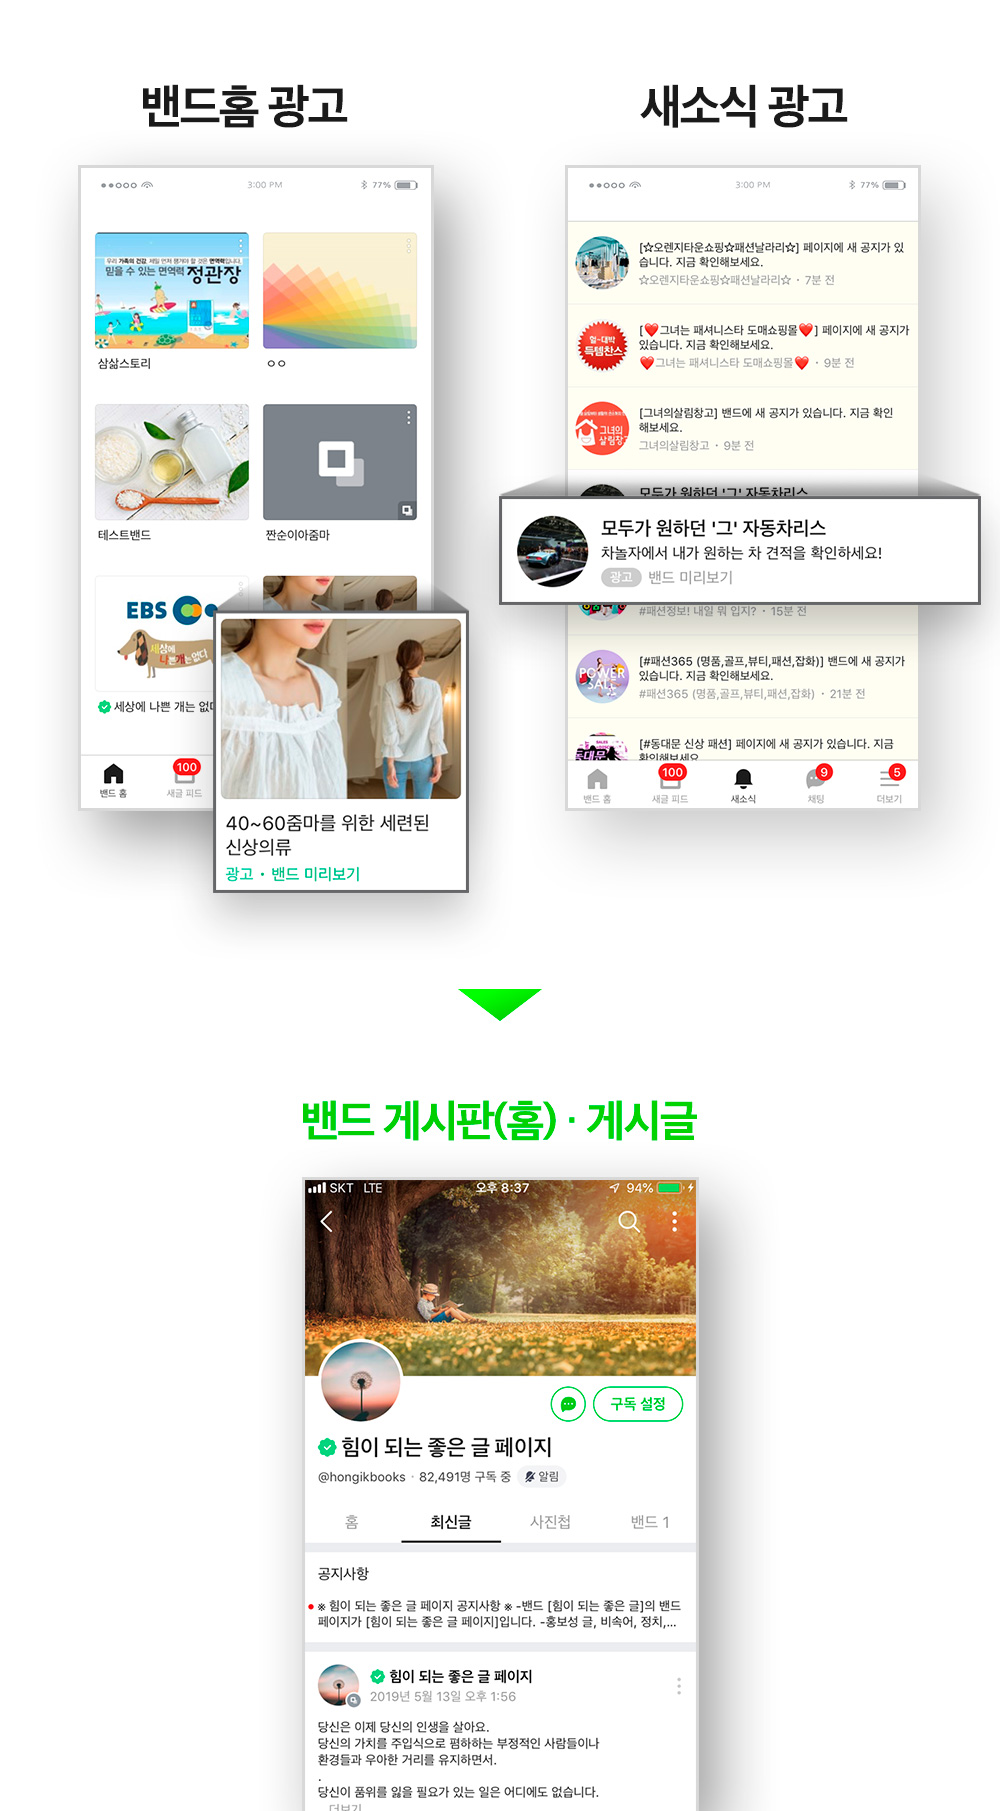 밴드홈 광고
3:00 PM
77%
우리 가족의 건강, 제일 먼저 챙겨야 할 것은 면역력입니다.
믿을 수 있는 면역력 정관장
삼삶스토리
ㅇㅇ
테스트밴드
짠순이아줌마
EBS
세상에
나쁜개는없다
세상에 나쁜 개는 없다
40~60줌마를 위한 세련된
신상의류
광고 · 밴드 미리보기
밴드 홈
100
새글 피드
새소식 광고
3:00 PM
77%
[☆오렌지타운쇼핑☆패션날라리☆] 페이지에 새 공지가 있
습니다. 지금 확인해보세요.
☆오렌지타운쇼핑☆패션날라리☆ · 7분 전
헐~대박
득템찬스
[❤️그녀는 패셔니스타 도매쇼핑몰❤️] 페이지에 새 공지가
있습니다. 지금 확인해보세요.
❤️그녀는 패셔니스타 도매쇼핑몰❤️ · 9분 전
그녀의
살림창고
[그녀의살림창고] 밴드에 새 공지가 있습니다. 지금 확인
해보세요.
그녀의살림창고 · 9분 전
모두가 원하던 '그' 자동차리스
모두가 원하던 '그' 자동차리스
차놀자에서 내가 원하는 차 견적을 확인하세요!
광고 밴드 미리보기
#패션정보! 내일 뭐 입지? · 15분 전
POWER
SALE
[#패션365 (명품,골프,뷰티,패션,잡화)] 밴드에 새 공지가
있습니다. 지금 확인해보세요.
#패션365 (명품,골프,뷰티,패션,잡화) · 21분 전
[#동대문 신상 패션] 페이지에 새 공지가 있습니다. 지금
확인해보세요.
밴드 홈
100
새글 피드
새소식
9
채팅
5
더보기
밴드 게시판(홈) · 게시글
SKT LTE
오후 8:37
94%
구독 설정
힘이 되는 좋은 글 페이지
@hongikbooks · 82,491명 구독 중 알림
홈 최신글 사진첩 밴드 1
공지사항
※ 힘이 되는 좋은 글 페이지 공지사항 ※ -밴드 [힘이 되는 좋은 글]의 밴드
페이지가 [힘이 되는 좋은 글 페이지]입니다. -홍보성 글, 비속어, 정치,...
힘이 되는 좋은 글 페이지
2019년 5월 13일 오후 1:56
당신은 이제 당신의 인생을 살아요.
당신의 가치를 주입식으로 폄하하는 부정적인 사람들이나
환경들과 우아한 거리를 유지하면서.
.
당신이 품위를 잃을 필요가 있는 일은 어디에도 없습니다.
...더보기